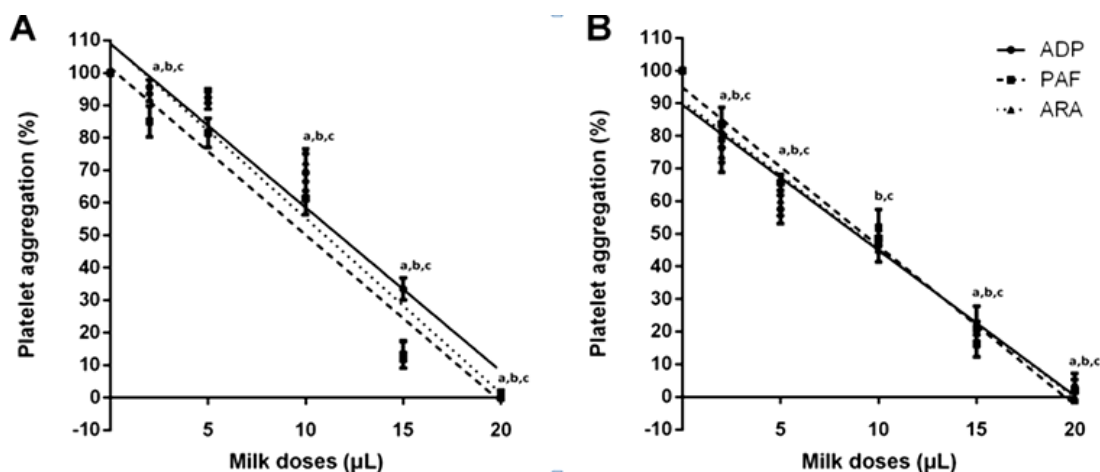 A
110
100
90
80
70
60
50
40
30
20
10
0
-10
Platelet aggregation (%)
a,b,c
a,b,c
a,b,c
a,b,c
5
10
15
20
Milk doses (µL)
B
110
100
90
80
70
60
50
40
30
20
10
0
-10
Platelet aggregation (%)
a,b,c
a,b,c
b,c
a,b,c
a,b,c
5
10
15
20
Milk doses (µL)
ADP
PAF
ARA